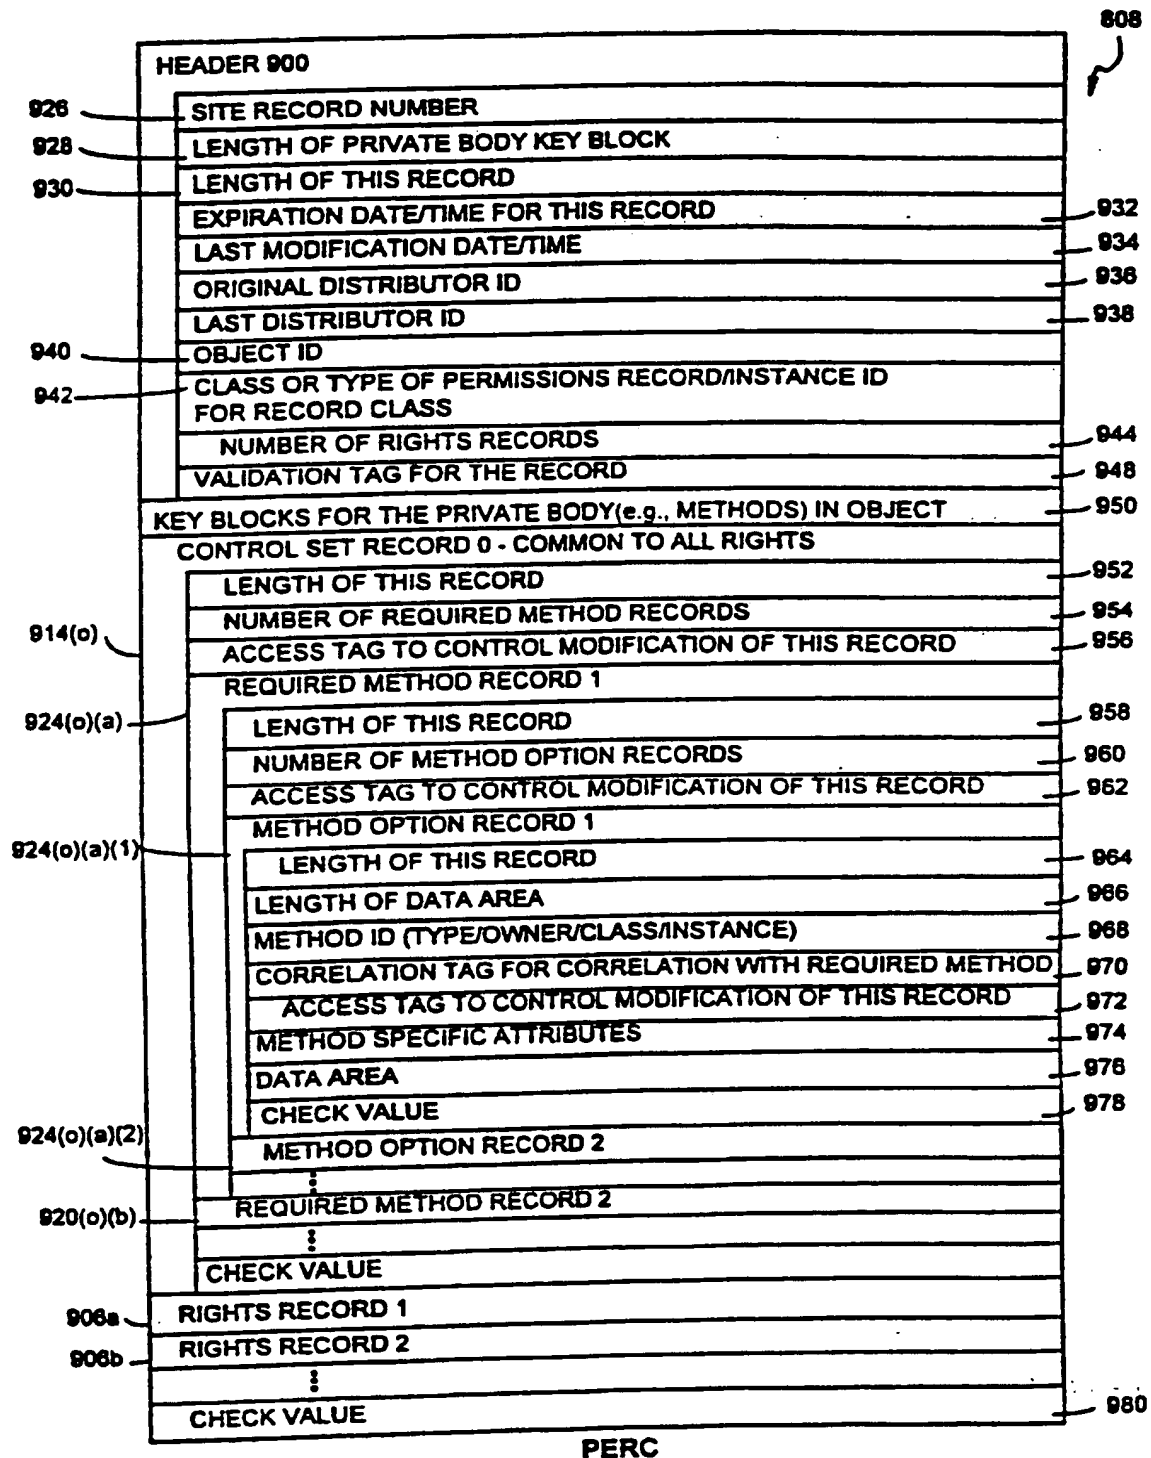 808
HEADER 900
926 SITE RECORD NUMBER
928 LENGTH OF PRIVATE BODY KEY BLOCK
930 LENGTH OF THIS RECORD
EXPIRATION DATE/TIME FOR THIS RECORD 932
LAST MODIFICATION DATE/TIME 934
ORIGINAL DISTRIBUTOR ID 936
LAST DISTRIBUTOR ID 938
940 OBJECT ID
942 CLASS OR TYPE OF PERMISSIONS RECORD/INSTANCE ID
FOR RECORD CLASS
NUMBER OF RIGHTS RECORDS 944
VALIDATION TAG FOR THE RECORD 948
KEY BLOCKS FOR THE PRIVATE BODY(e.g., METHODS) IN OBJECT 950
CONTROL SET RECORD 0 - COMMON TO ALL RIGHTS
LENGTH OF THIS RECORD 952
NUMBER OF REQUIRED METHOD RECORDS 954
914(o) ACCESS TAG TO CONTROL MODIFICATION OF THIS RECORD 956
REQUIRED METHOD RECORD 1
924(o)(a) LENGTH OF THIS RECORD 958
NUMBER OF METHOD OPTION RECORDS 960
ACCESS TAG TO CONTROL MODIFICATION OF THIS RECORD 962
METHOD OPTION RECORD 1
924(o)(a)(1) LENGTH OF THIS RECORD 964
LENGTH OF DATA AREA 966
METHOD ID (TYPE/OWNER/CLASS/INSTANCE) 968
CORRELATION TAG FOR CORRELATION WITH REQUIRED METHOD 970
ACCESS TAG TO CONTROL MODIFICATION OF THIS RECORD 972
METHOD SPECIFIC ATTRIBUTES 974
DATA AREA 976
CHECK VALUE 978
924(o)(a)(2) METHOD OPTION RECORD 2
920(o)(b) REQUIRED METHOD RECORD 2
CHECK VALUE
906a RIGHTS RECORD 1
906b RIGHTS RECORD 2
CHECK VALUE 980
PERC